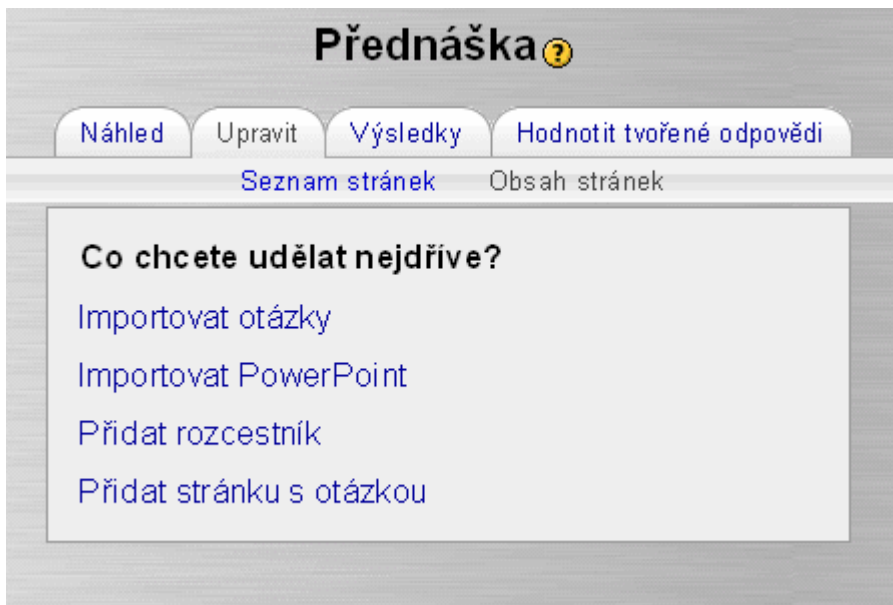 Přednáška?
Náhled Upravit Výsledky Hodnotit tvořené odpovědi
Seznam stránek Obsah stránek
Co chcete udělat nejdříve?
Importovat otázky
Importovat PowerPoint
Přidat rozcestník
Přidat stránku s otázkou